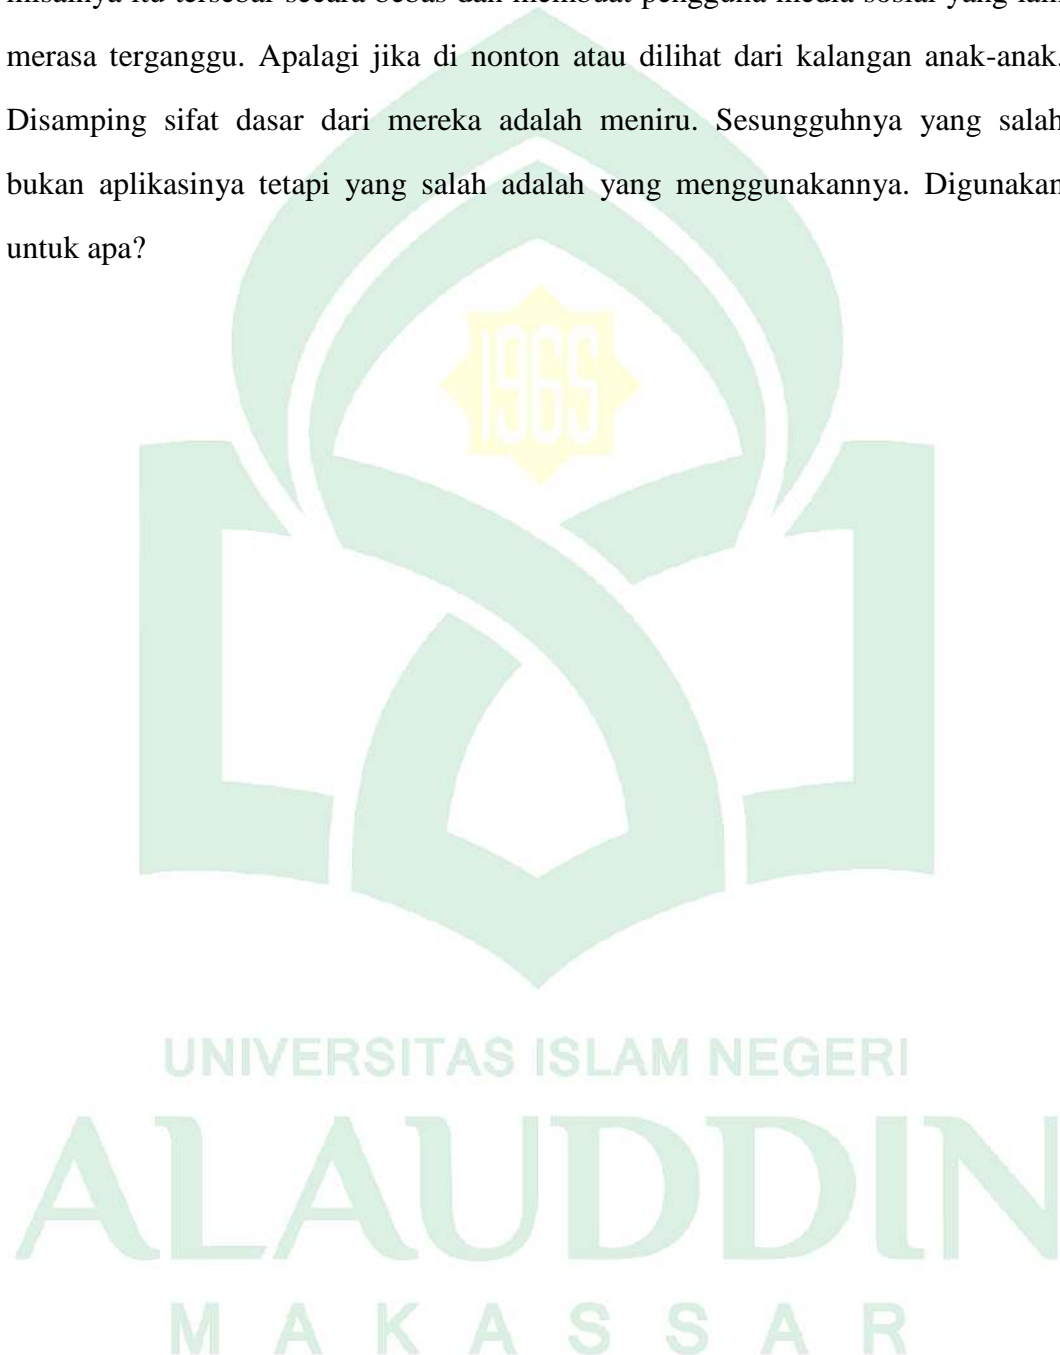 misalnya itu tersebar secara bebas dan membuat pengguna media sosial yang lain
merasa terganggu. Apalagi jika di nonton atau dilihat dari kalangan anak-anak.
Disamping sifat dasar dari mereka adalah meniru. Sesungguhnya yang salah
bukan aplikasinya tetapi yang salah adalah yang menggunakannya. Digunakan
untuk apa?
1965
UNIVERSITAS ISLAM NEGERI
ALAUDDIN
MAKASSAR